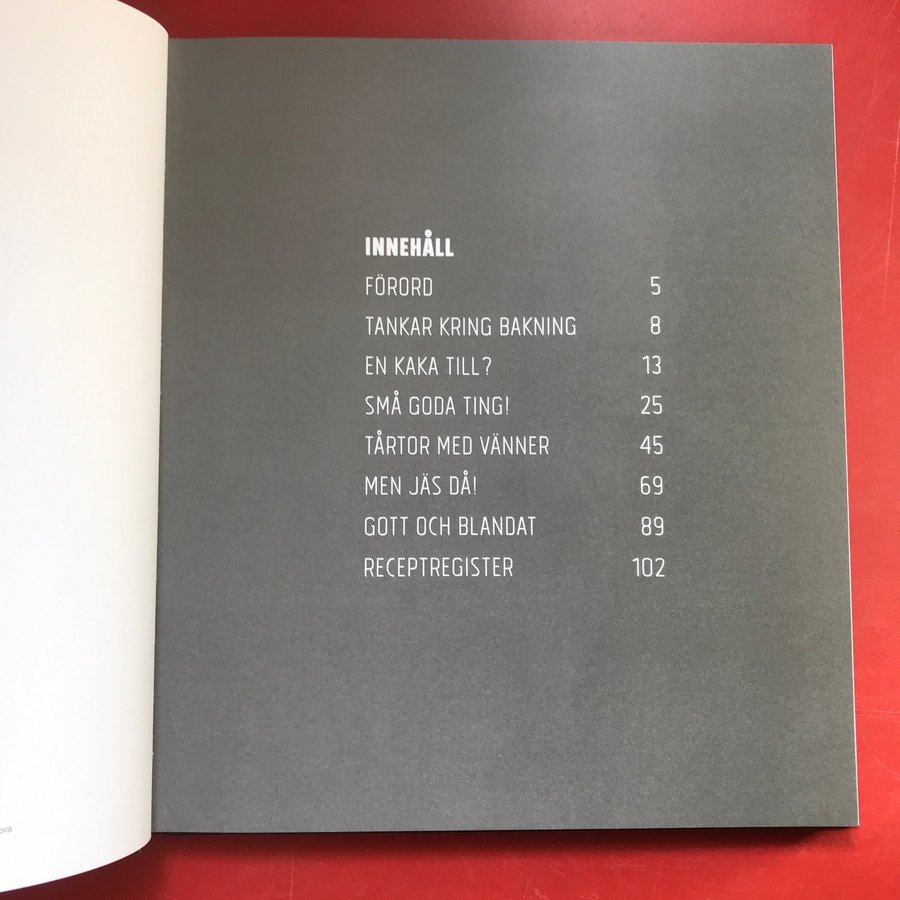 INNEHÅLL
FÖRORD 5
TANKAR KRING BAKNING 8
EN KAKA TILL? 13
SMÅ GODA TING! 25
TÅRTOR MED VÄNNER 45
MEN JÄS DÅ! 69
GOTT OCH BLANDAT 89
RECEPTREGISTER 102